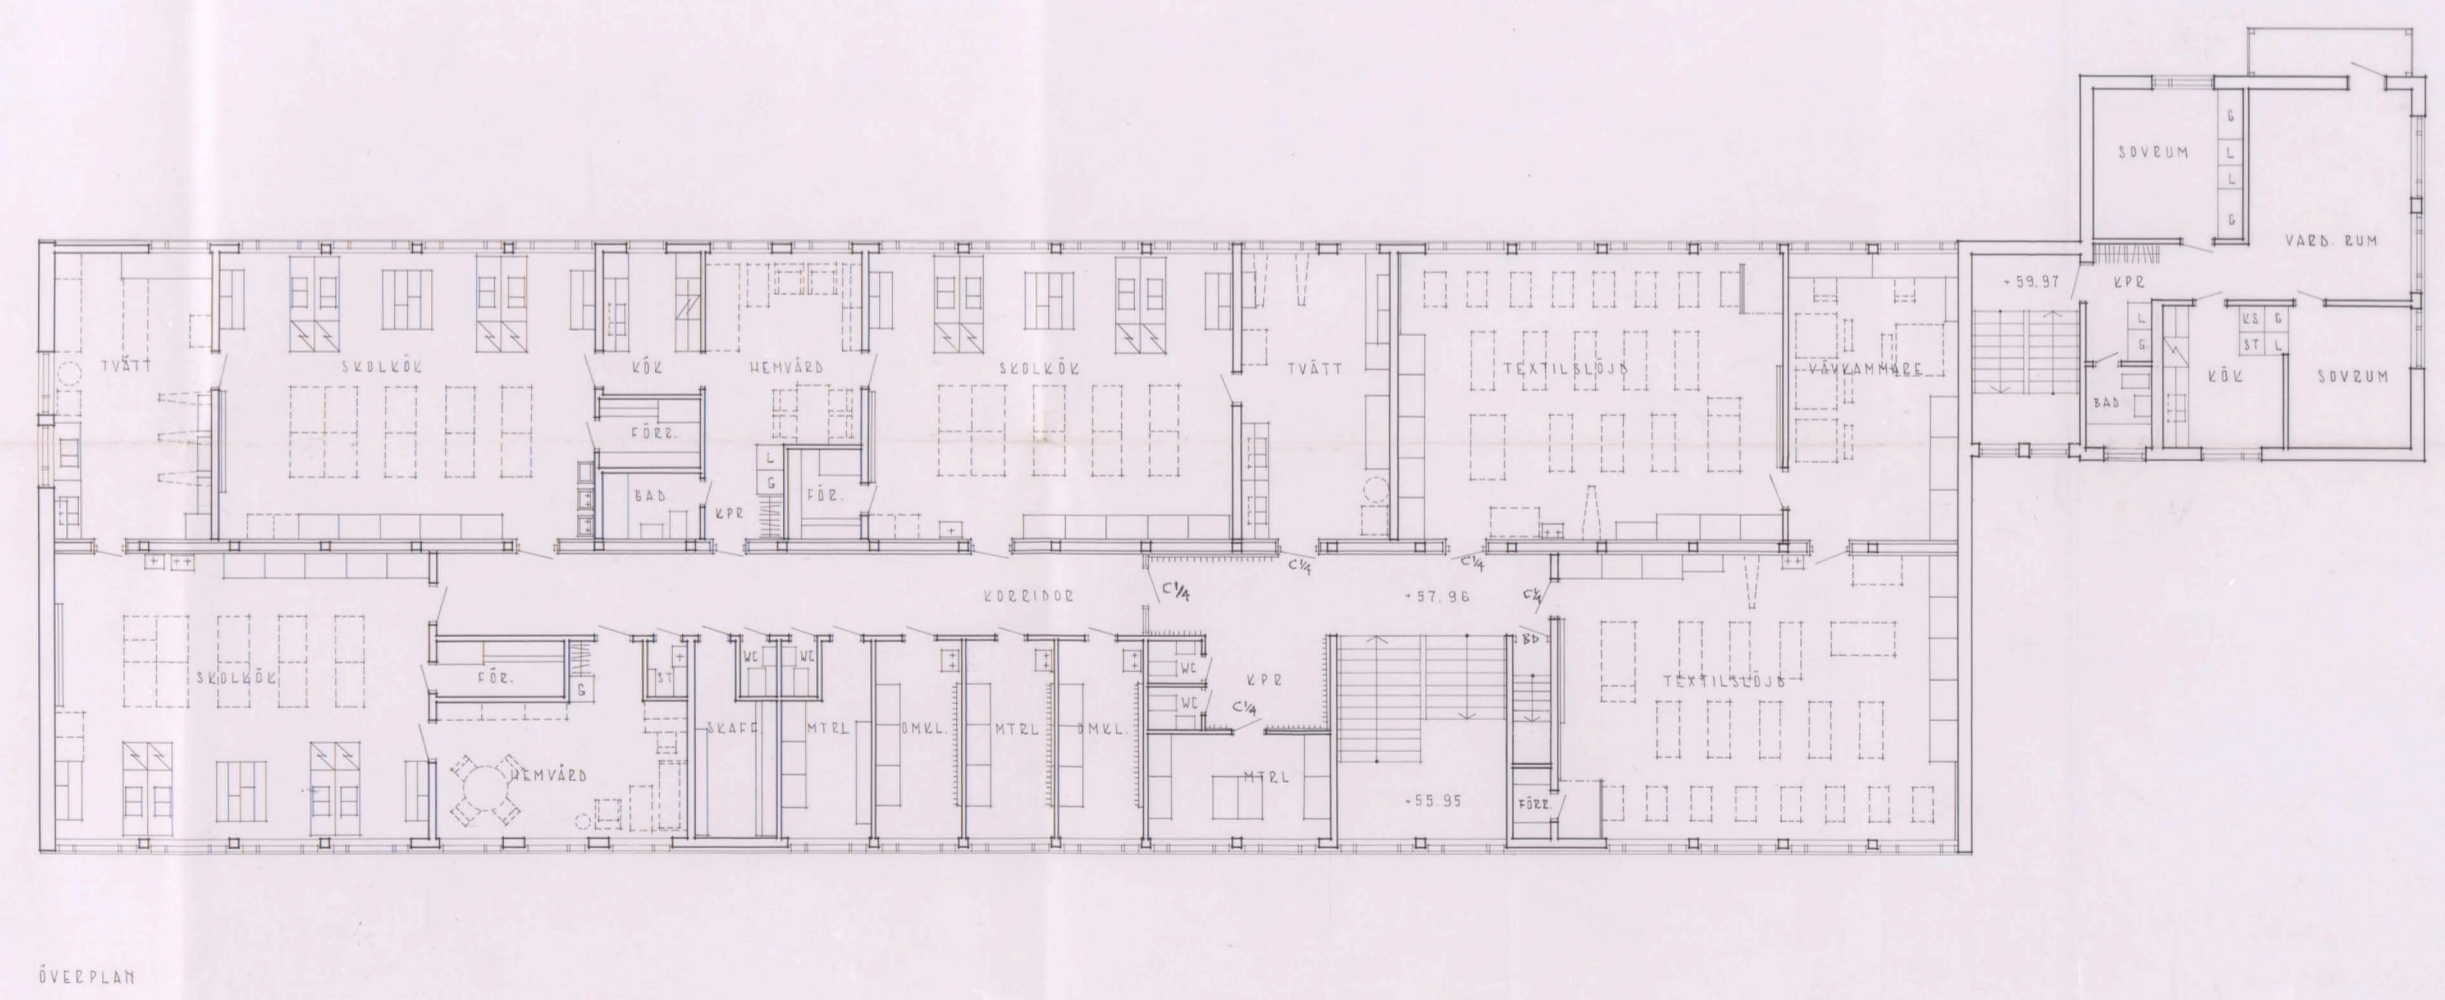 G
SOVRUM
L
L
G
VARD. RUM
+59.97
KPR
L
G
KS
G
ST
L
KÖK
SOVRUM
BAD
TVÄTT
SKOLKÖK
KÖK
HEMVÅRD
SKOLKÖK
TVÄTT
TEXTILSLÖJD
VÄVKAMMARE
FÖRR.
L
G
BAD
KPR
FÖR.
KORRIDOR
C¼
C¼
C¼
C¼
+57.96
BD
SKOLKÖK
FÖR.
G
ST
WC
WC
WC
WC
KPR
C¼
TEXTILSLÖJD
SKAFF.
MTRL
OMKL.
MTRL
OMKL.
MTRL
HEMVÅRD
+55.95
FÖRR.
ÖVERPLAN